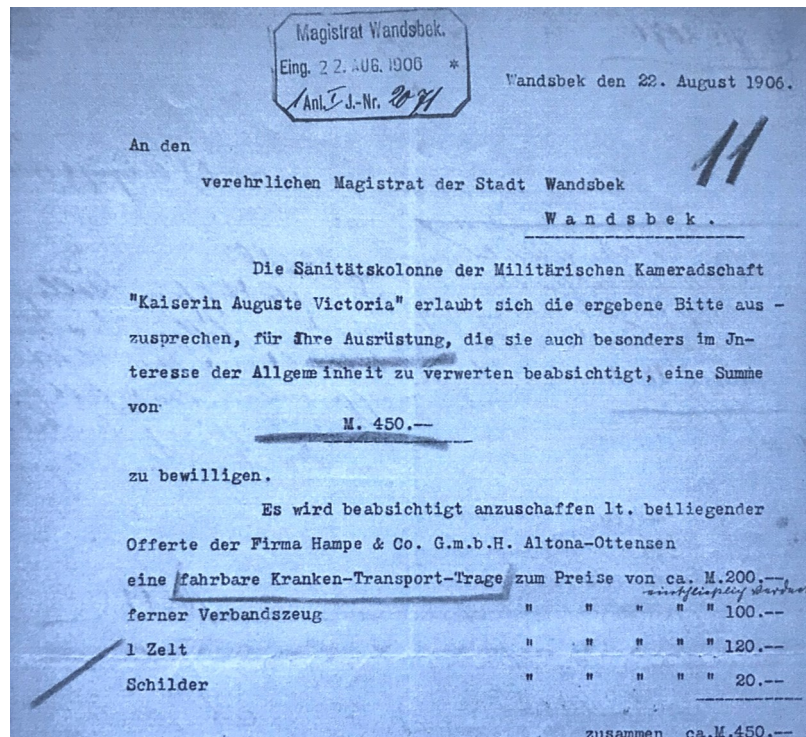 Magistrat Wandsbek.
Eing. 22. AUG. 1906 *
1 Anl. I J.-Nr. 2071
Wandsbek den 22. August 1906.
11
An den
verehrlichen Magistrat der Stadt Wandsbek
Wandsbek.
Die Sanitätskolonne der Militärischen Kameradschaft
"Kaiserin Auguste Victoria" erlaubt sich die ergebene Bitte aus -
zusprechen, für Ihre Ausrüstung, die sie auch besonders im Jn-
teresse der Allgemeinheit zu verwerten beabsichtigt, eine Summe
von
M. 450.--
zu bewilligen.
Es wird beabsichtigt anzuschaffen lt. beiliegender
Offerte der Firma Hampe & Co. G.m.b.H. Altona-Ottensen
eine fahrbare Kranken-Transport-Trage zum Preise von ca. M.200.--,
einschließlich Verdeck
ferner Verbandszeug " " " " " 100.--
1 Zelt " " " " " 120.--
Schilder " " " " " 20.--
zusammen ca.M.450.--